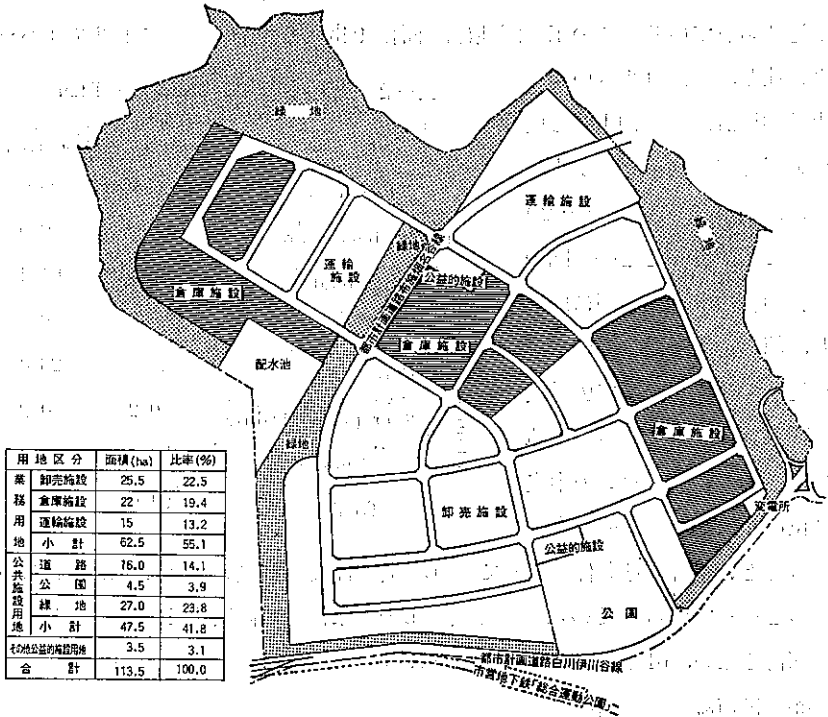 緑地
運輸施設
緑地
緑地
公益的施設
運輸
施設
倉庫施設
倉庫施設
配水池
緑地
倉庫施設
卸売施設
変電所
公益的施設
公園
都市計画道路白川伊川谷線
市営地下鉄「総合運動公園」
用地区分 面積(ha) 比率(%)
業務用地 卸売施設 25.5 22.5
倉庫施設 22 19.4
運輸施設 15 13.2
小計 62.5 55.1
公共施設用地 道路 16.0 14.1
公園 4.5 3.9
緑地 27.0 23.8
小計 47.5 41.8
その他公益的施設用地 3.5 3.1
合計 113.5 100.0